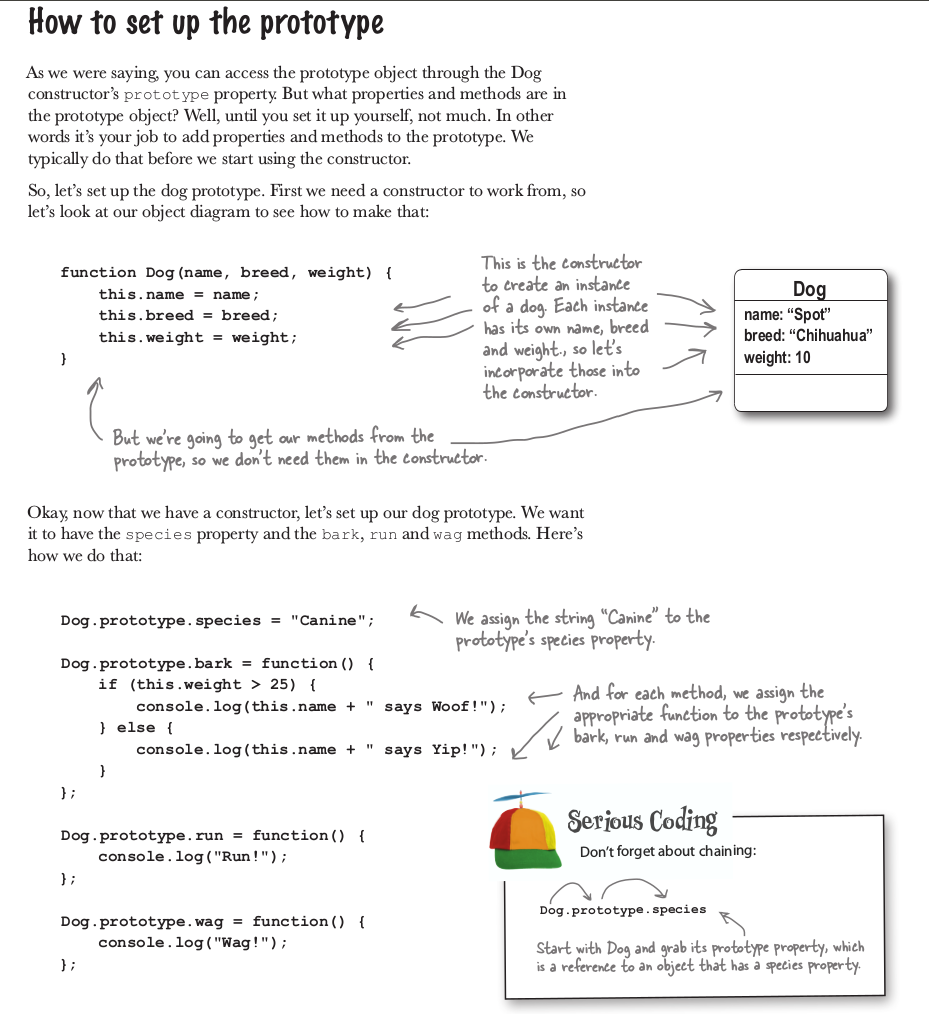 How to set up the prototype
As we were saying, you can access the prototype object through the Dog
constructor's prototype property. But what properties and methods are in
the prototype object? Well, until you set it up yourself, not much. In other
words it's your job to add properties and methods to the prototype. We
typically do that before we start using the constructor.
So, let's set up the dog prototype. First we need a constructor to work from, so
let's look at our object diagram to see how to make that:
function Dog(name, breed, weight) {
this.name = name;
this.breed = breed;
this.weight = weight;
}
This is the constructor
to create an instance
of a dog. Each instance
has its own name, breed
and weight., so let's
incorporate those into
the constructor.
Dog
name: “Spot”
breed: “Chihuahua”
weight: 10
But we're going to get our methods from the
prototype, so we don't need them in the constructor.
Okay, now that we have a constructor, let's set up our dog prototype. We want
it to have the species property and the bark, run and wag methods. Here's
how we do that:
Dog.prototype.species = "Canine";
We assign the string “Canine” to the
prototype's species property.
Dog.prototype.bark = function() {
if (this.weight > 25) {
console.log(this.name + " says Woof!");
} else {
console.log(this.name + " says Yip!");
}
};
And for each method, we assign the
appropriate function to the prototype's
bark, run and wag properties respectively.
Dog.prototype.run = function() {
console.log("Run!");
};
Dog.prototype.wag = function() {
console.log("Wag!");
};
Serious Coding
Don't forget about chaining:
Dog.prototype.species
Start with Dog and grab its prototype property, which
is a reference to an object that has a species property.